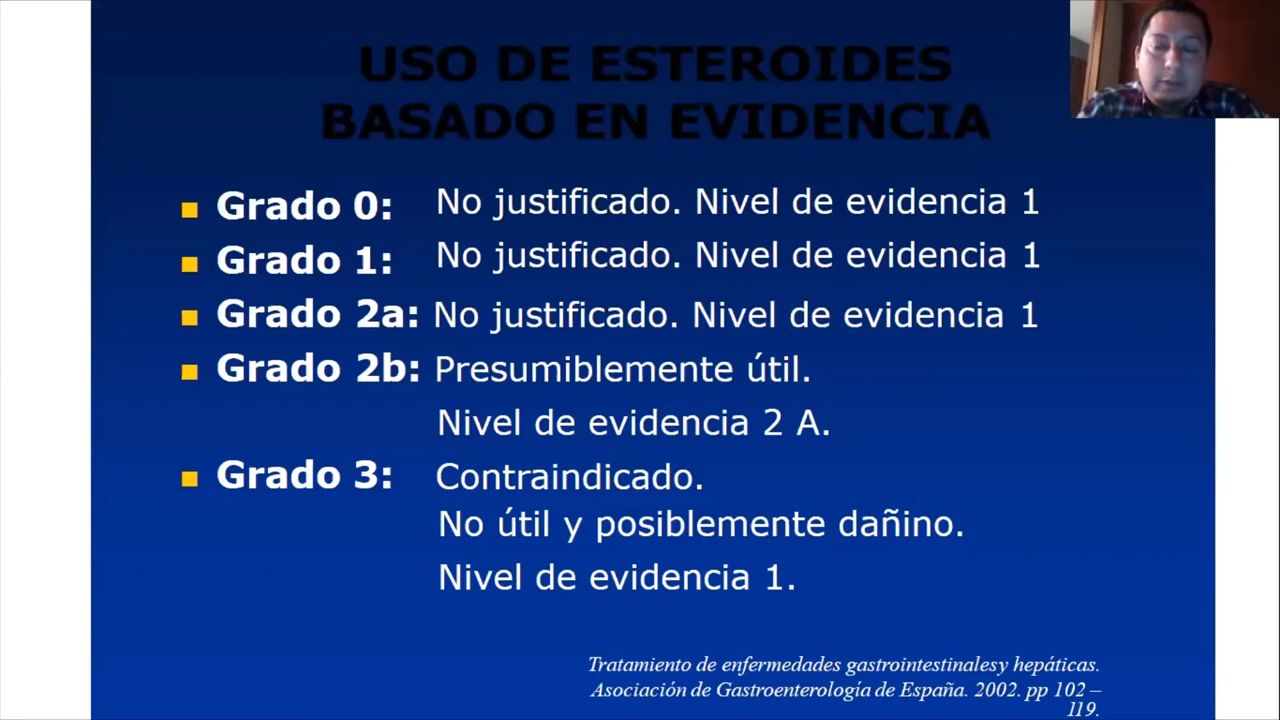 USO DE ESTEROIDES
BASADO EN EVIDENCIA
Grado 0: No justificado. Nivel de evidencia 1
Grado 1: No justificado. Nivel de evidencia 1
Grado 2a: No justificado. Nivel de evidencia 1
Grado 2b: Presumiblemente útil.
Nivel de evidencia 2 A.
Grado 3: Contraindicado.
No útil y posiblemente dañino.
Nivel de evidencia 1.
Tratamiento de enfermedades gastrointestinalesy hepáticas.
Asociación de Gastroenterología de España. 2002. pp 102 –
119.